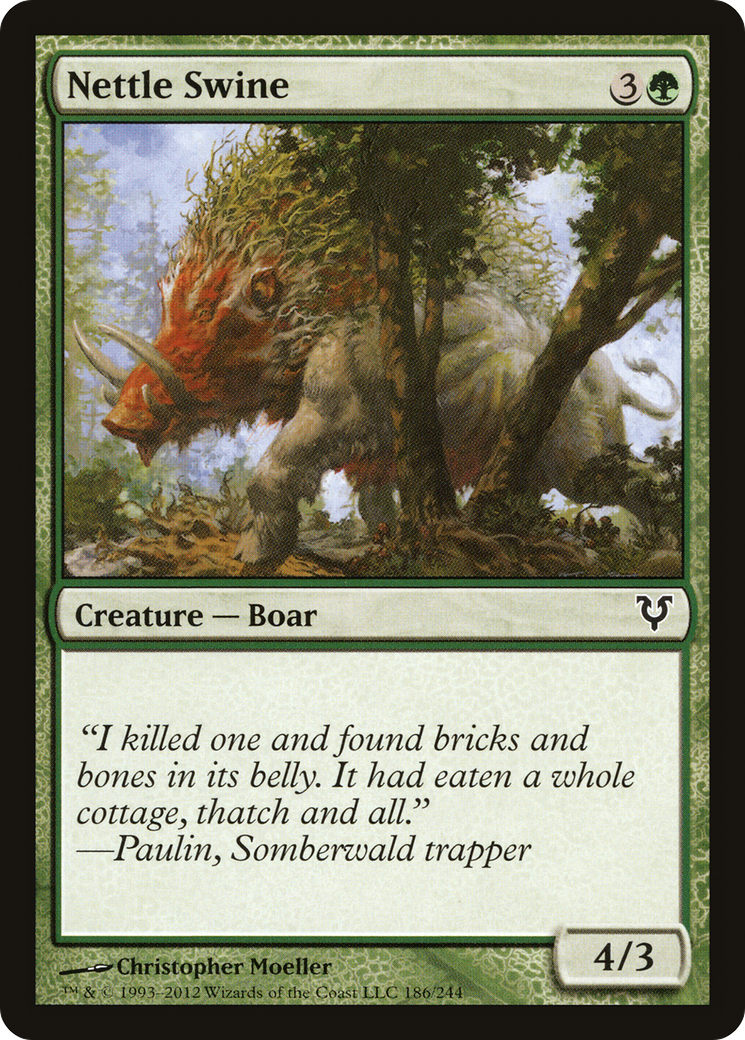 Nettle Swine
3
Creature — Boar
“I killed one and found bricks and
bones in its belly. It had eaten a whole
cottage, thatch and all.”
—Paulin, Somberwald trapper
4/3
Christopher Moeller
™ & © 1993–2012 Wizards of the Coast LLC 186/244